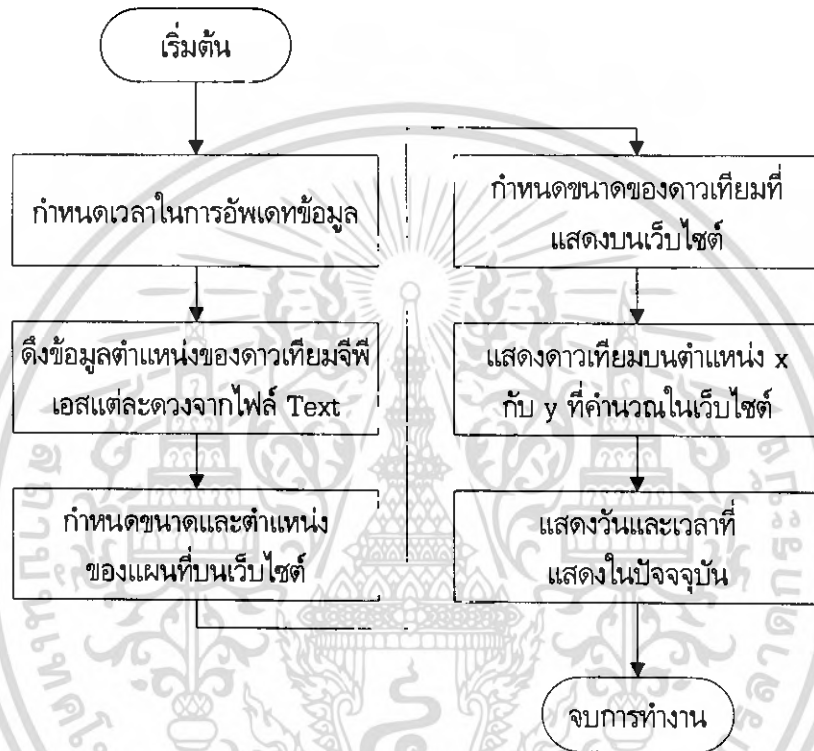 เริ่มต้น
กำหนดเวลาในการอัพเดทข้อมูล
ดึงข้อมูลตำแหน่งของดาวเทียมจีพี
เอสแต่ละดวงจากไฟล์ Text
กำหนดขนาดและตำแหน่ง
ของแผนที่บนเว็บไซต์
กำหนดขนาดของดาวเทียมที่
แสดงบนเว็บไซต์
แสดงดาวเทียมบนตำแหน่ง x
กับ y ที่คำนวณในเว็บไซต์
แสดงวันและเวลาที่
แสดงในปัจจจุบัน
จบการทำงาน